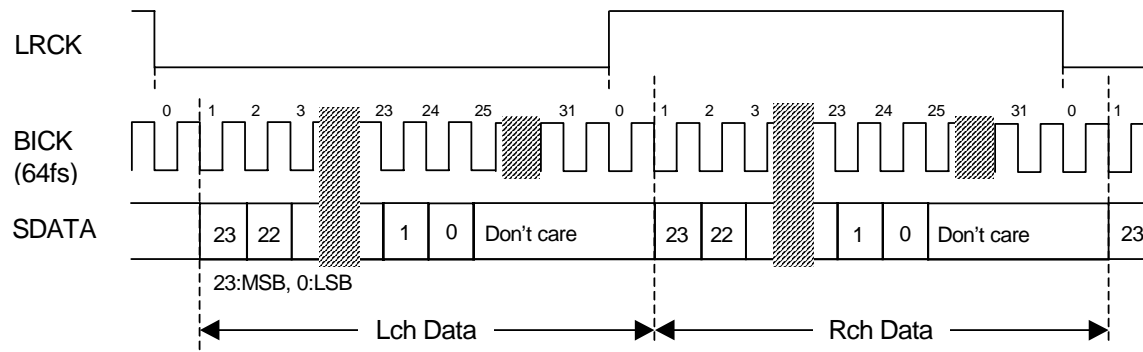 LRCK
0 1 2 3 23 24 25 31 0 1 2 3 23 24 25 31 0 1
BICK
(64fs)
SDATA 23 22 1 0 Don't care 23 22 1 0 Don't care 23
23:MSB, 0:LSB
Lch Data Rch Data